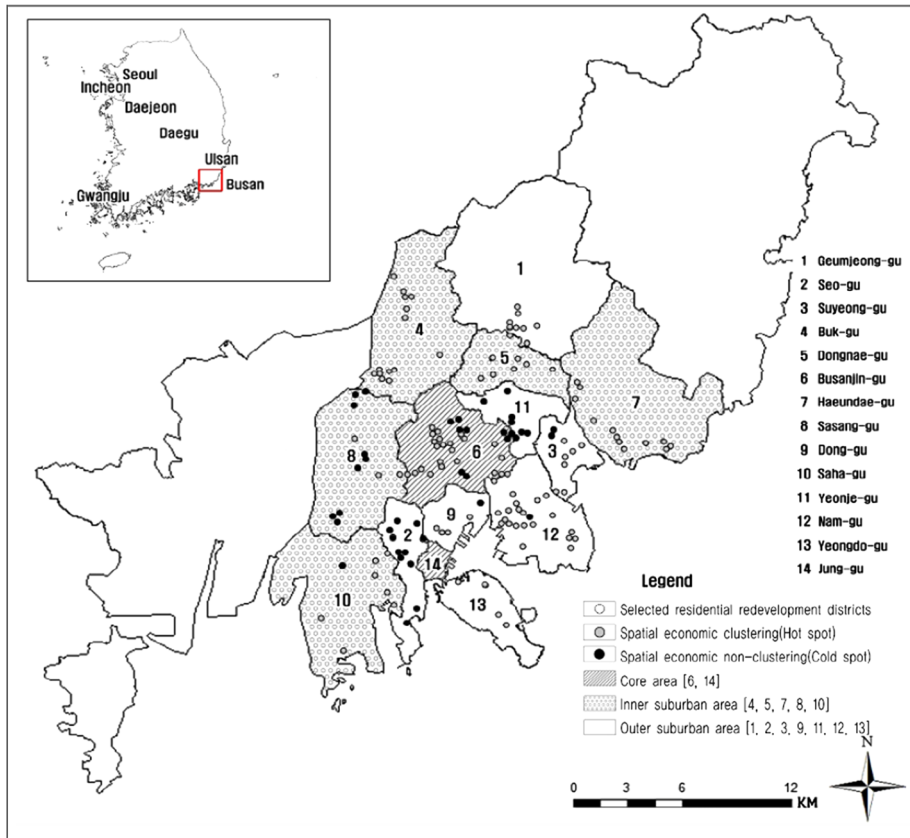 Seoul
Incheon
Daejeon
Daegu
Ulsan
Gwangju
Busan
1
4
5
7
11
6
3
8
9
2
12
14
10
13
1 Geumjeong-gu
2 Seo-gu
3 Suyeong-gu
4 Buk-gu
5 Dongnae-gu
6 Busanjin-gu
7 Haeundae-gu
8 Sasang-gu
9 Dong-gu
10 Saha-gu
11 Yeonje-gu
12 Nam-gu
13 Yeongdo-gu
14 Jung-gu
Legend
Selected residential redevelopment districts
Spatial economic clustering(Hot spot)
Spatial economic non-clustering(Cold spot)
Core area [6, 14]
Inner suburban area [4, 5, 7, 8, 10]
Outer suburban area [1, 2, 3, 9, 11, 12, 13]
N
0 3 6 12
KM